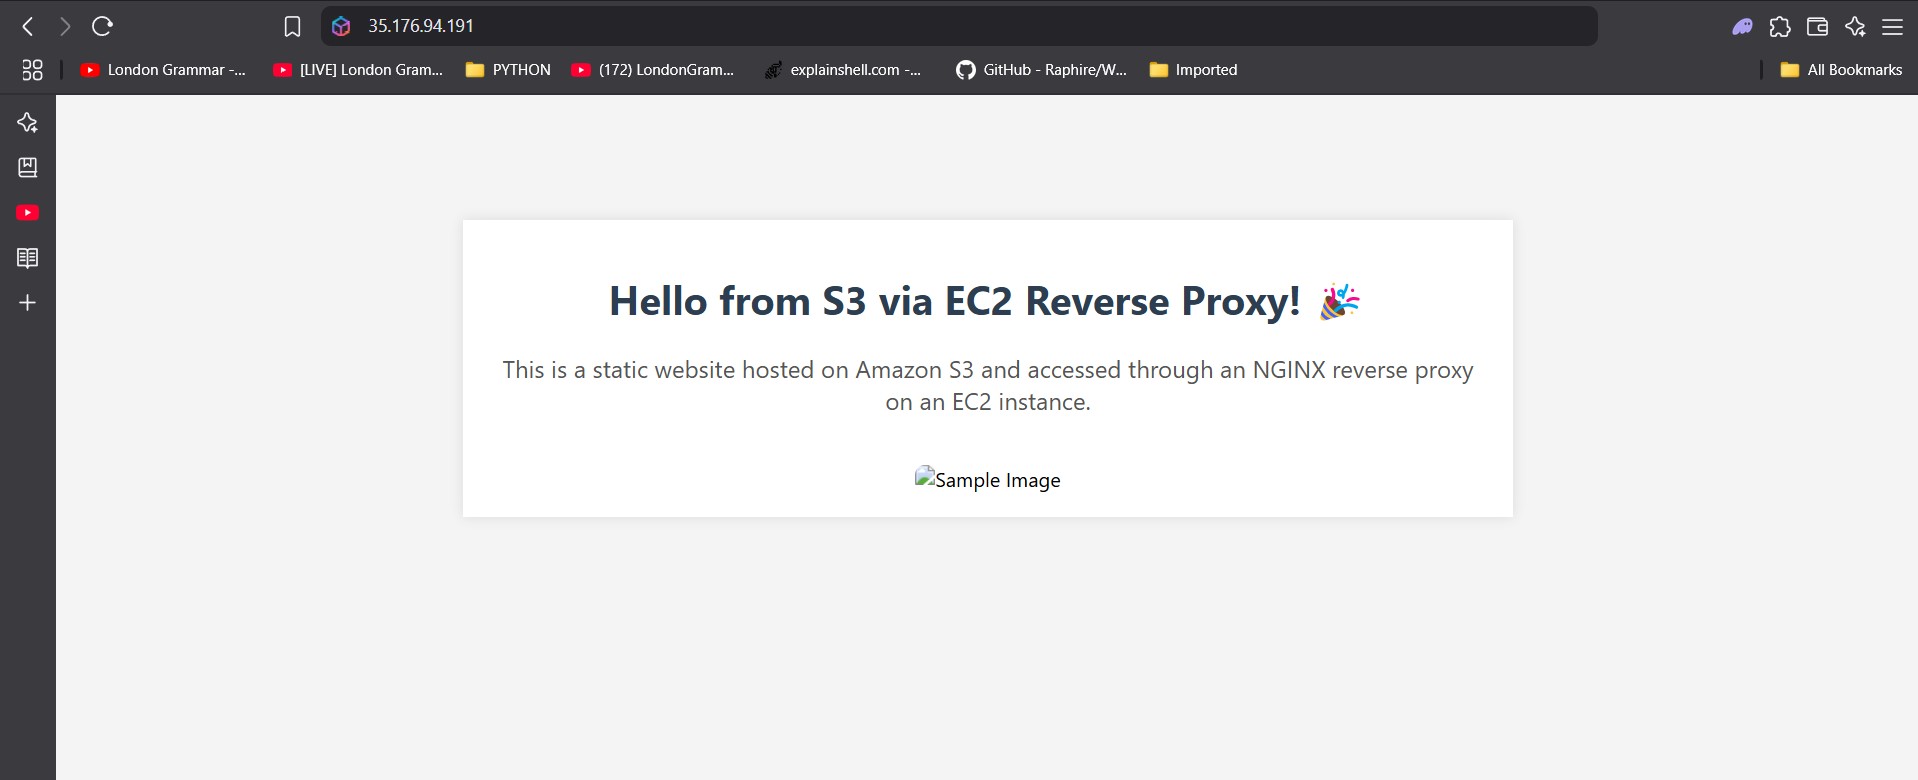 35.176.94.191
London Grammar -...
[LIVE] London Gram...
PYTHON
(172) LondonGram...
explainshell.com -...
GitHub - Raphire/W...
Imported
All Bookmarks
Hello from S3 via EC2 Reverse Proxy! 🎉
This is a static website hosted on Amazon S3 and accessed through an NGINX reverse proxy
on an EC2 instance.
Sample Image